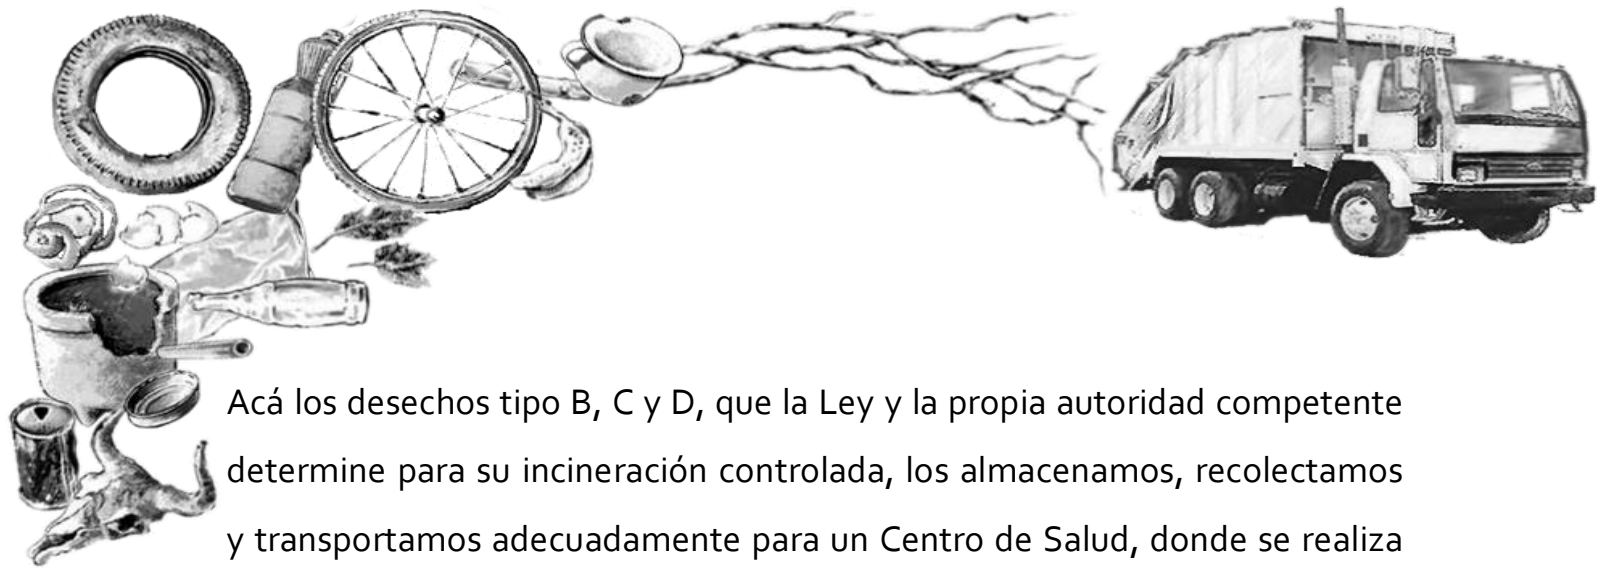 Acá los desechos tipo B, C y D, que la Ley y la propia autoridad competente
determine para su incineración controlada, los almacenamos, recolectamos
y transportamos adecuadamente para un Centro de Salud, donde se realiza